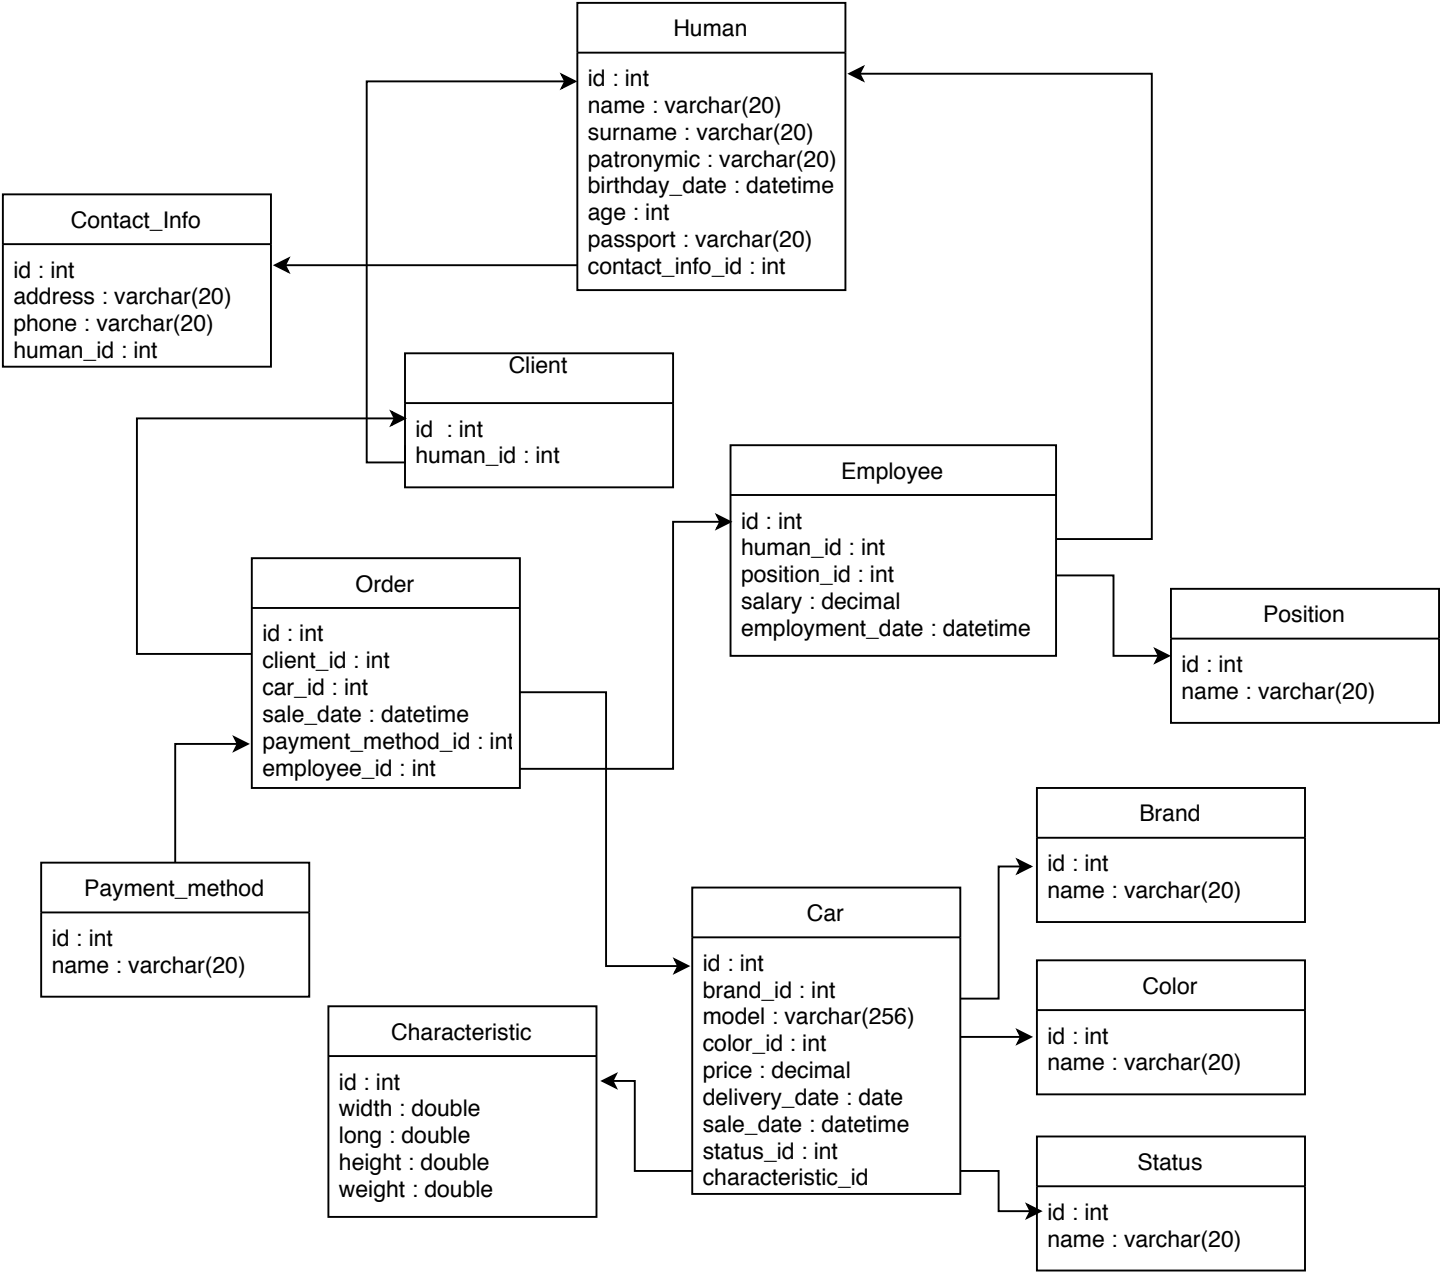 Human
id : int
name : varchar(20)
surname : varchar(20)
patronymic : varchar(20)
birthday_date : datetime
age : int
passport : varchar(20)
contact_info_id : int
Contact_Info
id : int
address : varchar(20)
phone : varchar(20)
human_id : int
Client
id : int
human_id : int
Employee
id : int
human_id : int
position_id : int
salary : decimal
employment_date : datetime
Order
id : int
client_id : int
car_id : int
sale_date : datetime
payment_method_id : int
employee_id : int
Position
id : int
name : varchar(20)
Payment_method
id : int
name : varchar(20)
Brand
id : int
name : varchar(20)
Car
id : int
brand_id : int
model : varchar(256)
color_id : int
price : decimal
delivery_date : date
sale_date : datetime
status_id : int
characteristic_id
Color
id : int
name : varchar(20)
Characteristic
id : int
width : double
long : double
height : double
weight : double
Status
id : int
name : varchar(20)